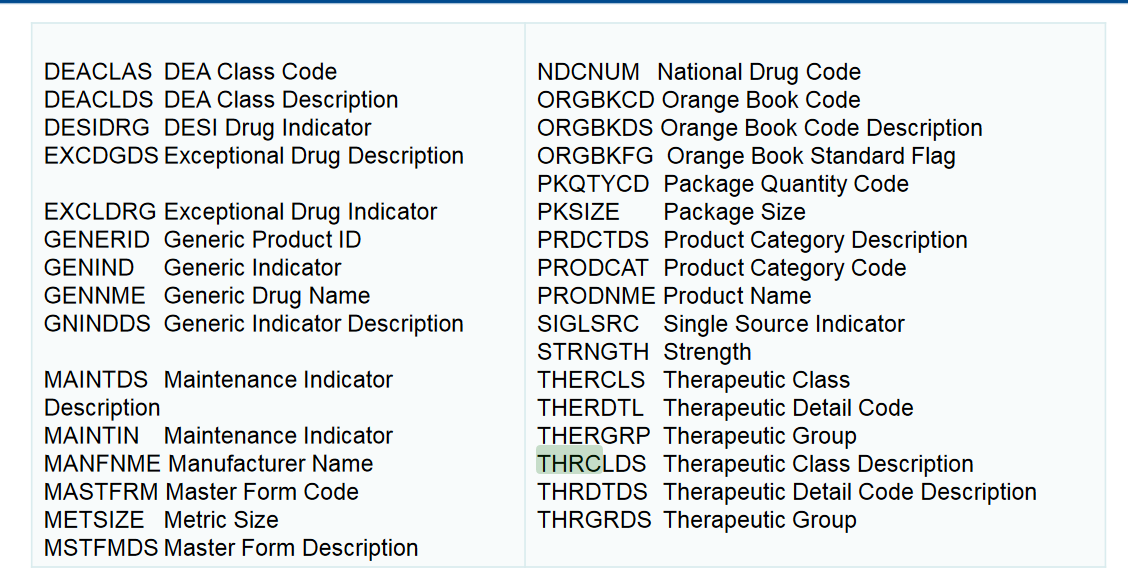 DEACLAS DEA Class Code
DEACLDS DEA Class Description
DESIDRG DESI Drug Indicator
EXCDGDS Exceptional Drug Description
EXCLDRG Exceptional Drug Indicator
GENERID Generic Product ID
GENIND Generic Indicator
GENNME Generic Drug Name
GNINDDS Generic Indicator Description
MAINTDS Maintenance Indicator
Description
MAINTIN Maintenance Indicator
MANFNME Manufacturer Name
MASTFRM Master Form Code
METSIZE Metric Size
MSTFMDS Master Form Description
NDCNUM National Drug Code
ORGBKCD Orange Book Code
ORGBKDS Orange Book Code Description
ORGBKFG Orange Book Standard Flag
PKQTYCD Package Quantity Code
PKSIZE Package Size
PRDCTDS Product Category Description
PRODCAT Product Category Code
PRODNME Product Name
SIGLSRC Single Source Indicator
STRNGTH Strength
THERCLS Therapeutic Class
THERDTL Therapeutic Detail Code
THERGRP Therapeutic Group
THRCLDS Therapeutic Class Description
THRDTDS Therapeutic Detail Code Description
THRGRDS Therapeutic Group